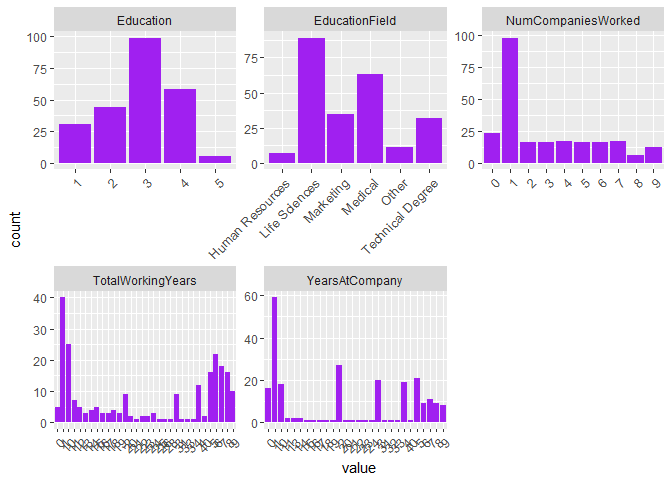 Education
EducationField
NumCompaniesWorked
100
75
50
25
0
75
50
25
0
100
75
50
25
0
1 2 3 4 5
Human Resources Life Sciences Marketing Medical Other Technical Degree
0 1 2 3 4 5 6 7 8 9
count
TotalWorkingYears
YearsAtCompany
40
30
20
10
0
60
40
20
0
value